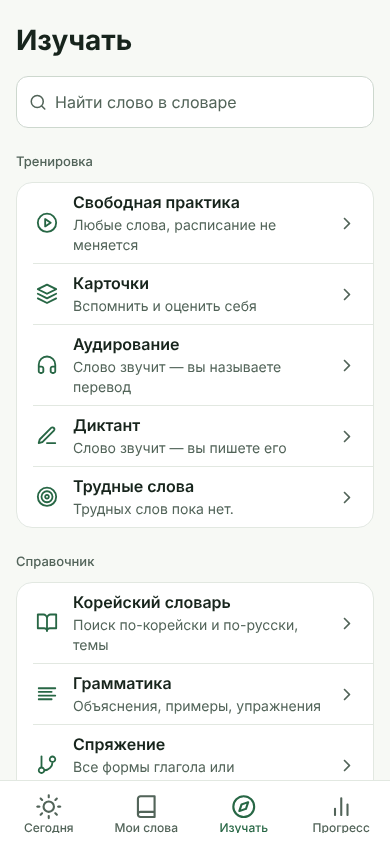 Изучать
Найти слово в словаре
Тренировка
Свободная практика
Любые слова, расписание не
меняется
Карточки
Вспомнить и оценить себя
Аудирование
Слово звучит — вы называете
перевод
Диктант
Слово звучит — вы пишете его
Трудные слова
Трудных слов пока нет.
Справочник
Корейский словарь
Поиск по-корейски и по-русски,
темы
Грамматика
Объяснения, примеры, упражнения
Спряжение
Все формы глагола или
Сегодня
Мои слова
Изучать
Прогресс